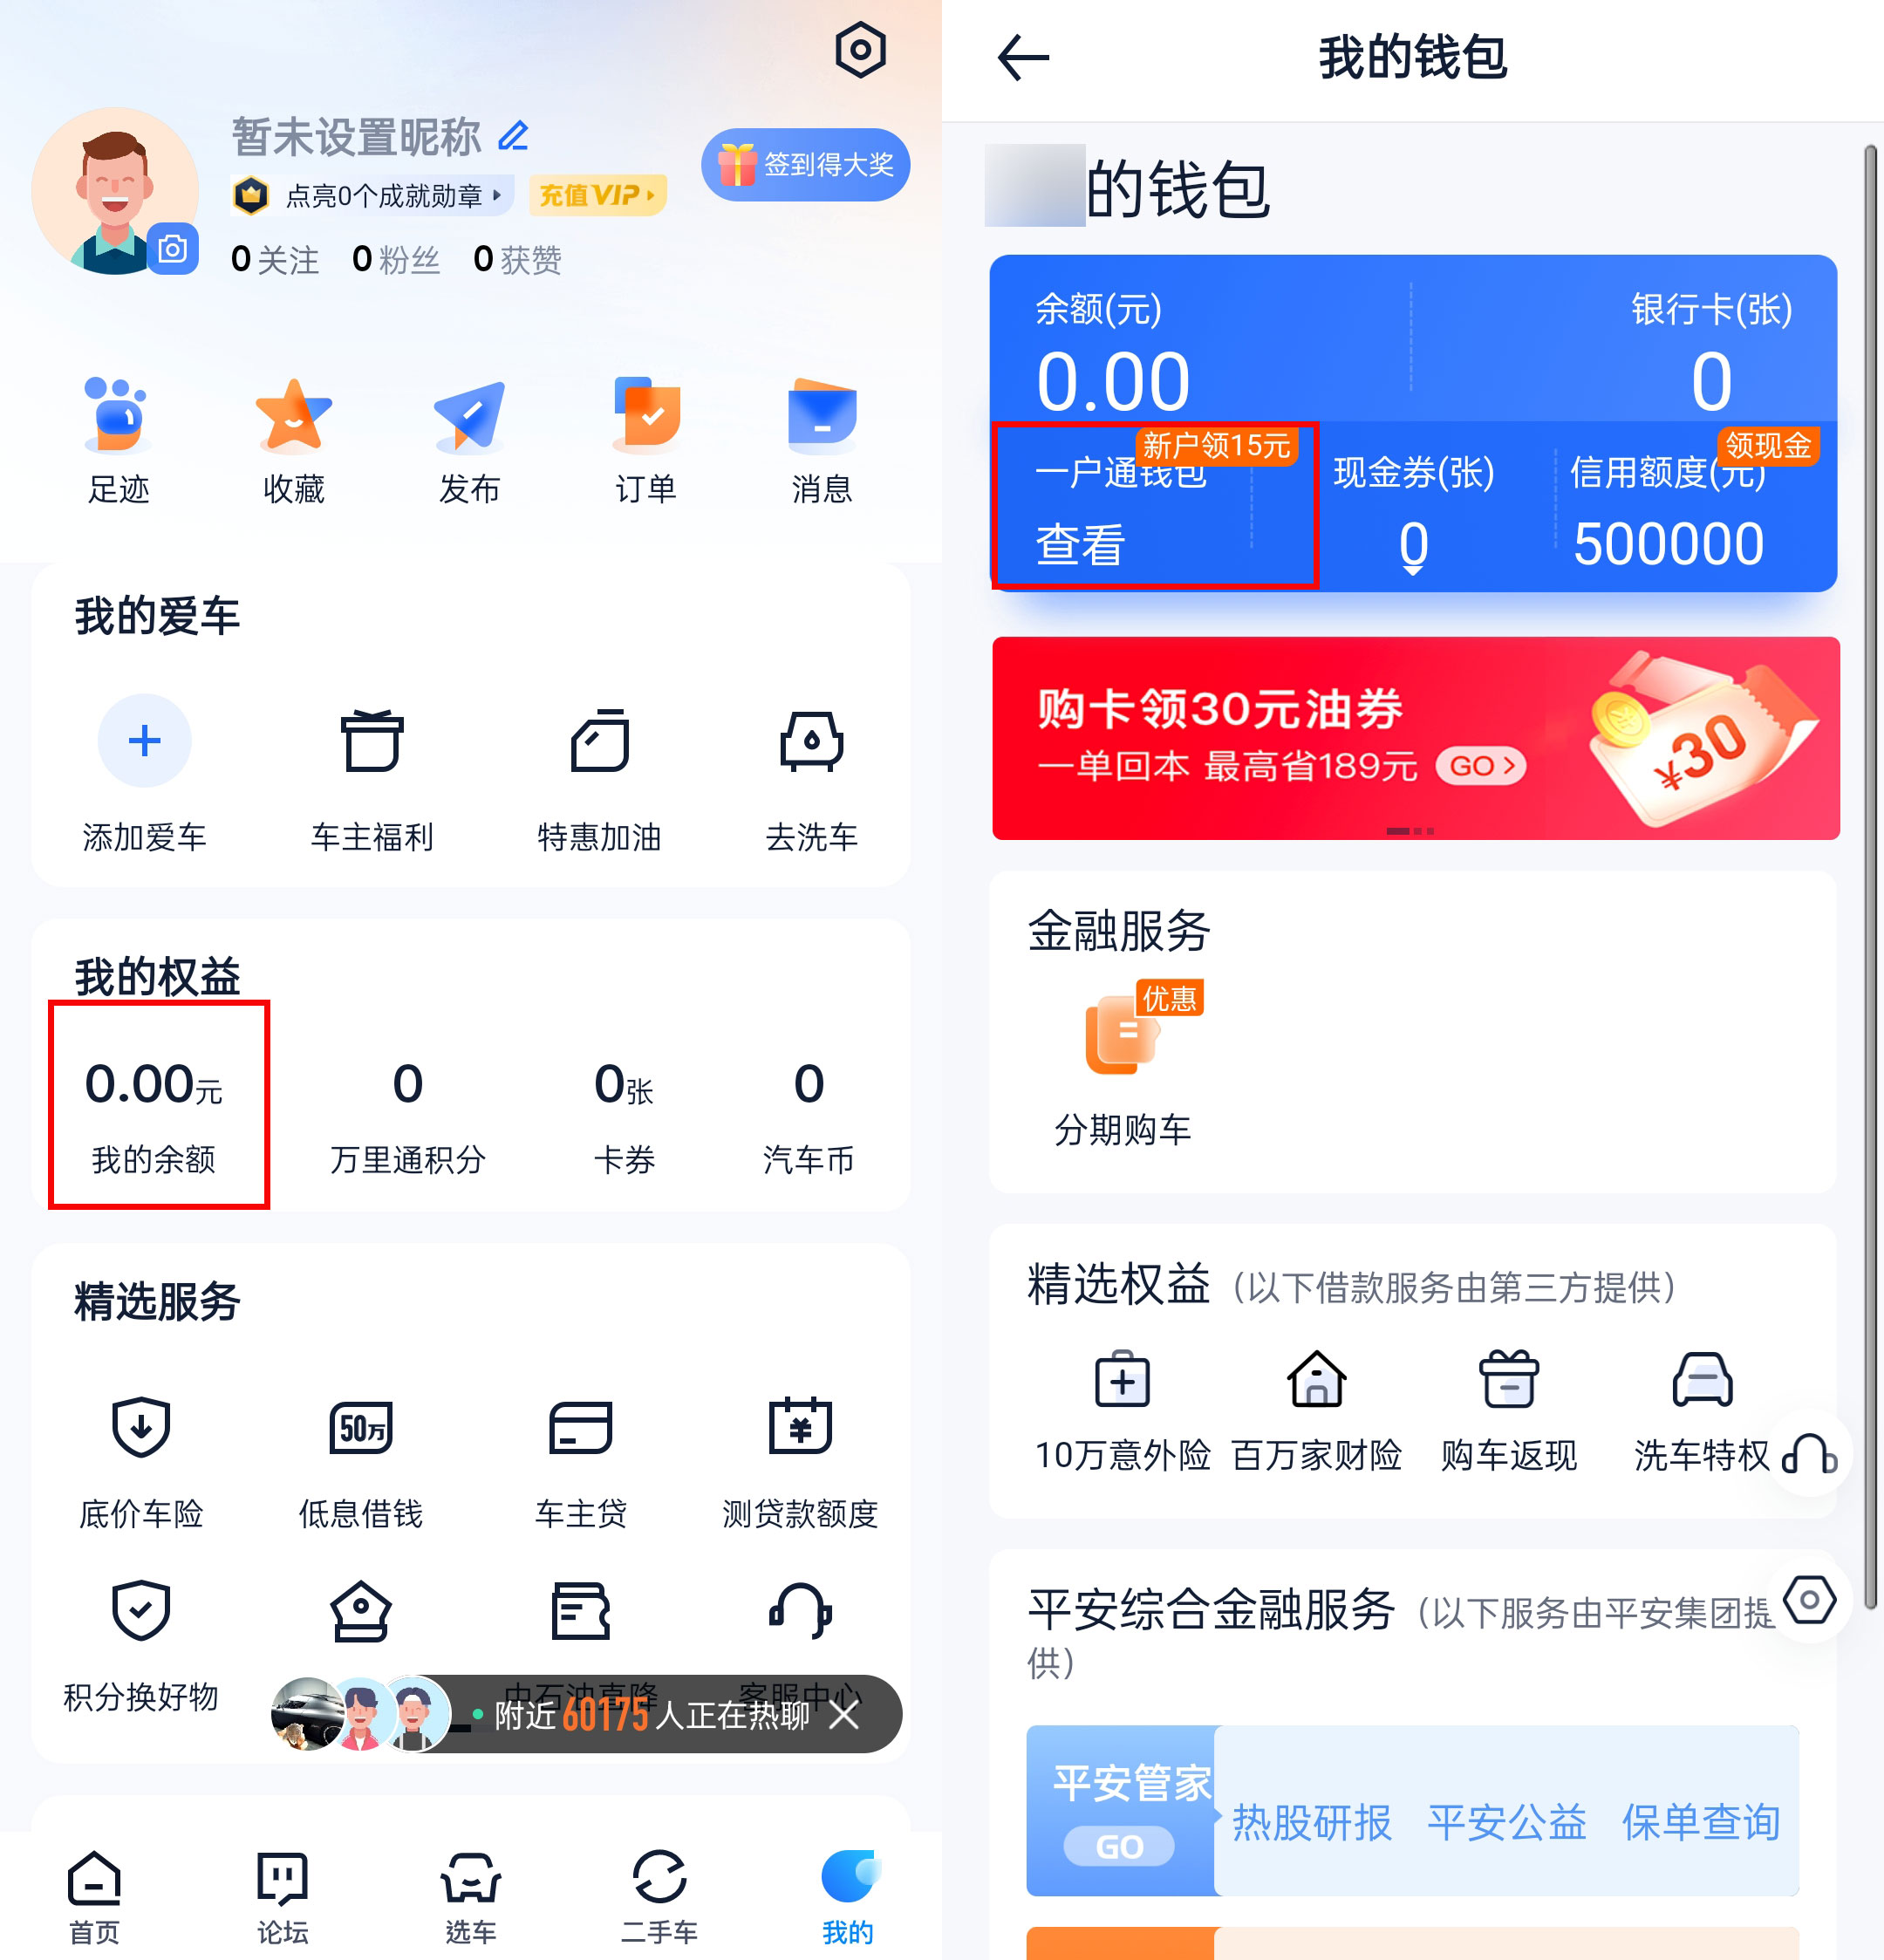 暂未设置昵称
点亮0个成就勋章
充值VIP
签到得大奖
0关注 0粉丝 0获赞
足迹 收藏 发布 订单 消息
我的爱车
添加爱车 车主福利 特惠加油 去洗车
我的权益
0.00元 0 0张 0
我的余额 万里通积分 卡券 汽车币
精选服务
50万
底价车险 低息借钱 车主贷 测贷款额度
积分换好物 中石油直降 客服中心
附近60175人正在热聊
首页 论坛 选车 二手车 我的
我的钱包
的钱包
余额(元) 银行卡(张)
0.00 0
新户领15元 领现金
一户通钱包 现金券(张) 信用额度(元)
查看 0 500000
购卡领30元油券
一单回本 最高省189元 GO >
¥30
金融服务
优惠
分期购车
精选权益（以下借款服务由第三方提供）
10万意外险 百万家财险 购车返现 洗车特权
平安综合金融服务（以下服务由平安集团提
供）
平安管家
GO
热股研报 平安公益 保单查询